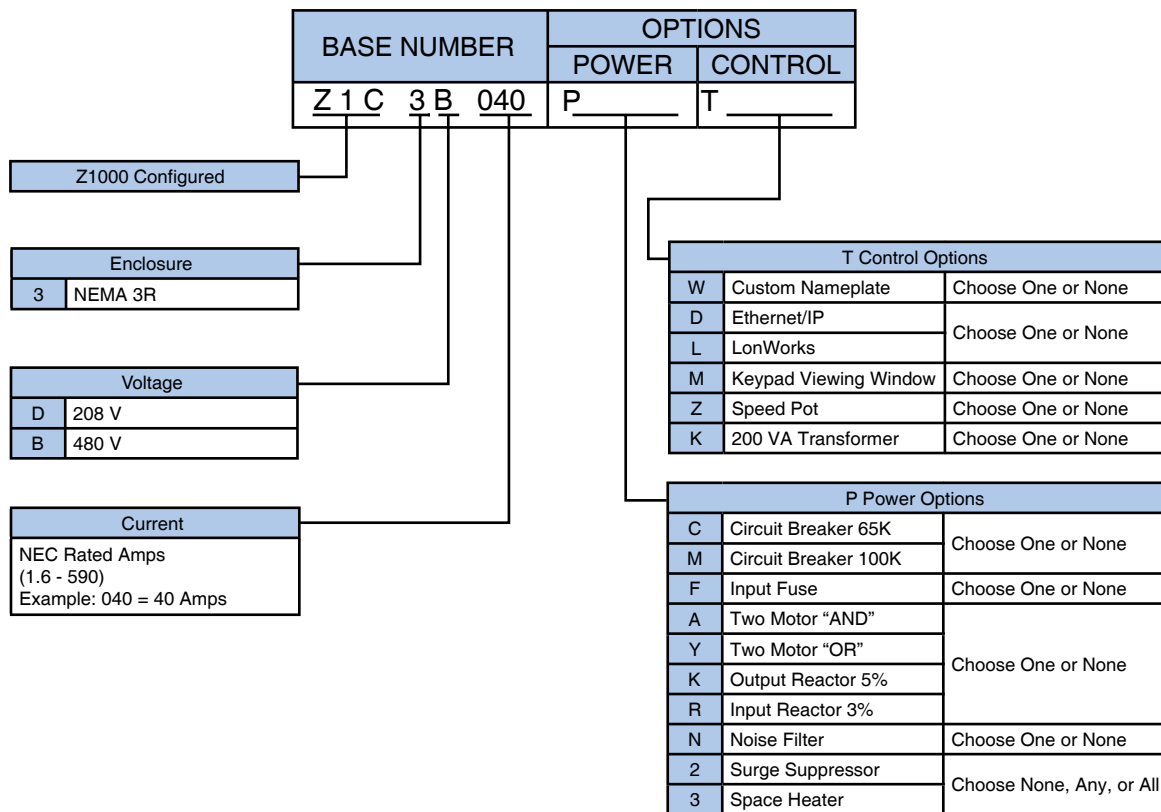 BASE NUMBER
OPTIONS
POWER CONTROL
Z 1 C 3 B 040 P T
Z1000 Configured
Enclosure
3 NEMA 3R
Voltage
D 208 V
B 480 V
Current
NEC Rated Amps
(1.6 - 590)
Example: 040 = 40 Amps
T Control Options
W Custom Nameplate Choose One or None
D Ethernet/IP
Choose One or None
L LonWorks
M Keypad Viewing Window Choose One or None
Z Speed Pot Choose One or None
K 200 VA Transformer Choose One or None
P Power Options
C Circuit Breaker 65K
Choose One or None
M Circuit Breaker 100K
F Input Fuse Choose One or None
A Two Motor “AND”
Y Two Motor “OR”
Choose One or None
K Output Reactor 5%
R Input Reactor 3%
N Noise Filter Choose One or None
2 Surge Suppressor
Choose None, Any, or All
3 Space Heater